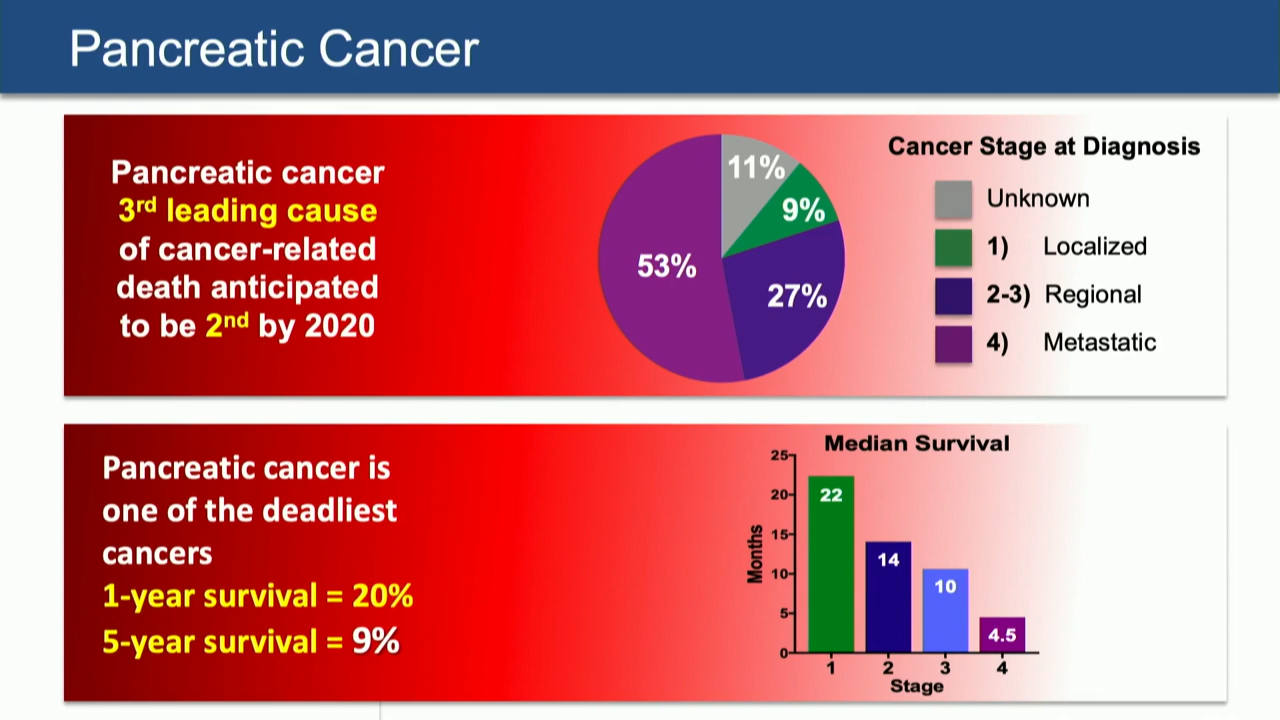 Pancreatic Cancer
Pancreatic cancer
3rd leading cause
of cancer-related
death anticipated
to be 2nd by 2020
11%
9%
27%
53%
Cancer Stage at Diagnosis
Unknown
1) Localized
2-3) Regional
4) Metastatic
Pancreatic cancer is
one of the deadliest
cancers
1-year survival = 20%
5-year survival = 9%
Median Survival
Months
25
20
15
10
5
0
22
14
10
4.5
1 2 3 4
Stage